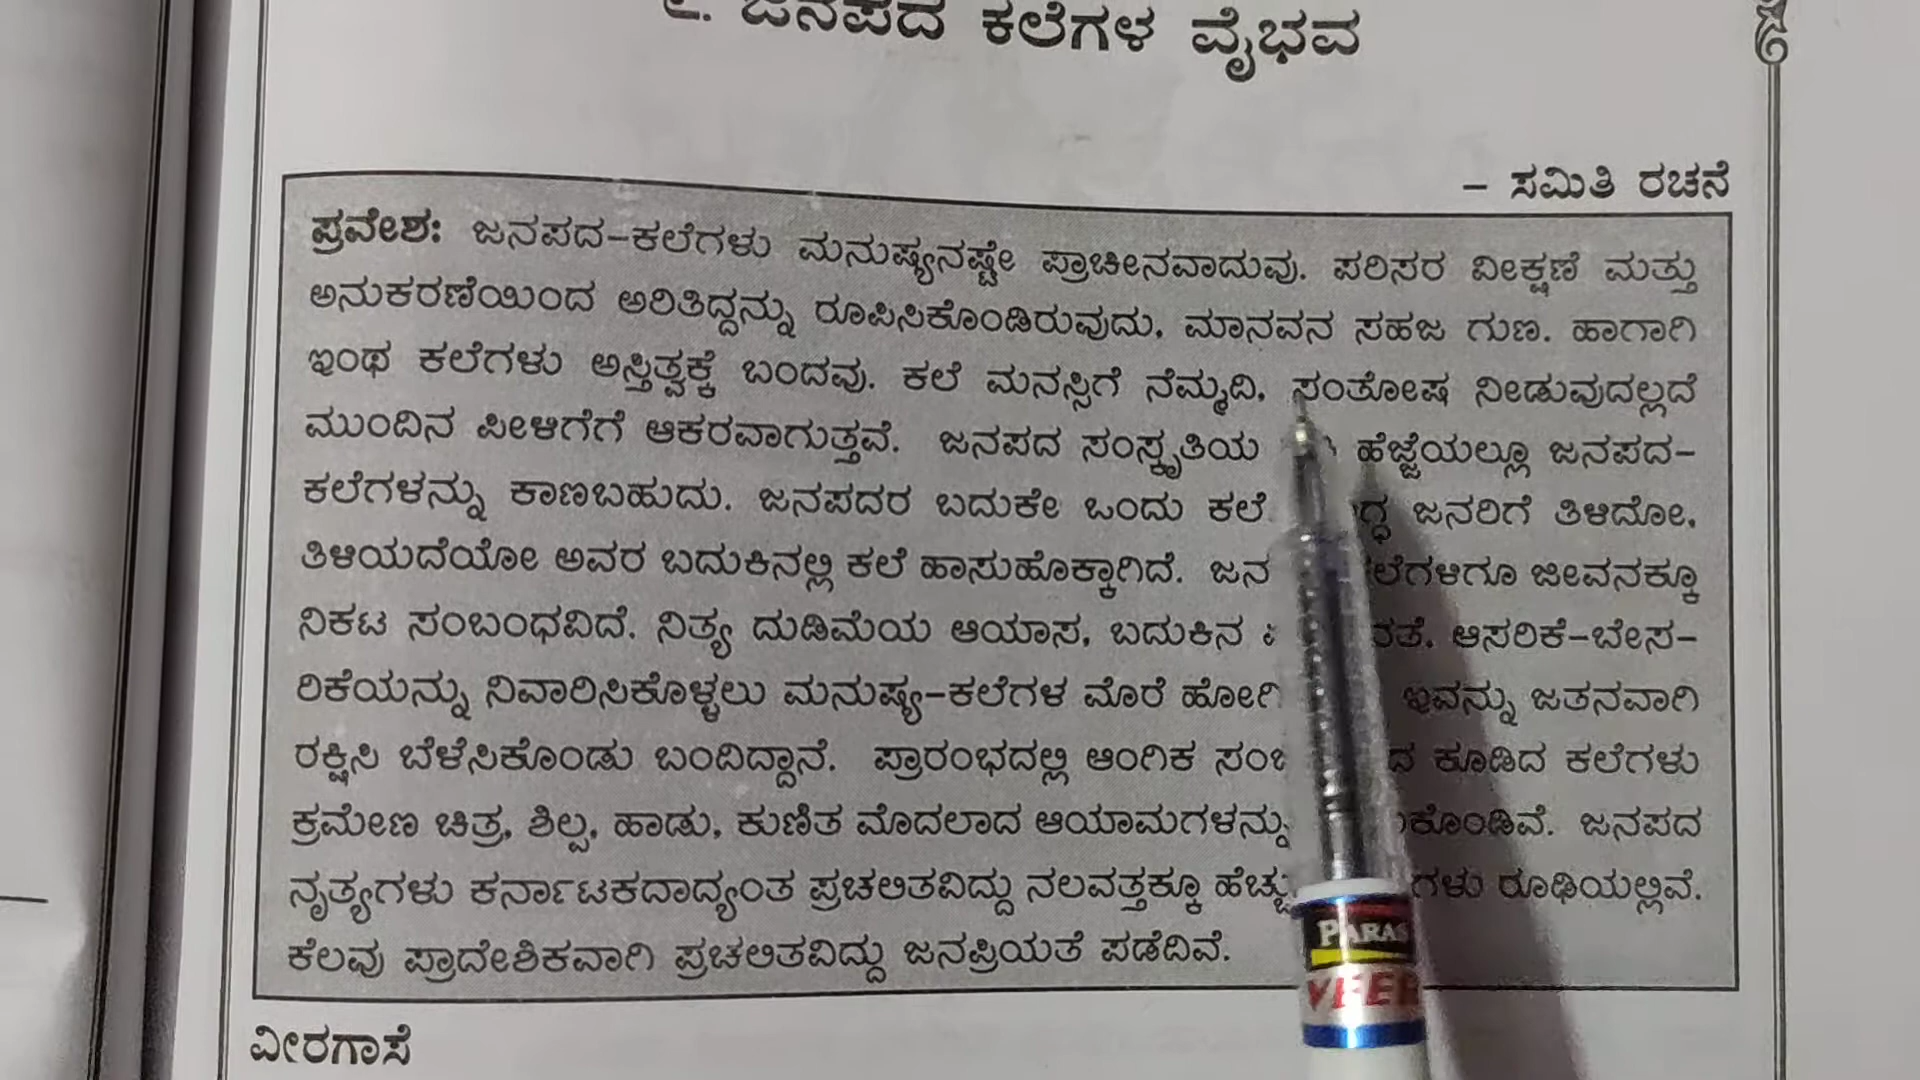 ೭. ಜನಪದ ಕಲೆಗಳ ವೈಭವ
– ಸಮಿತಿ ರಚನೆ
ಪ್ರವೇಶ: ಜನಪದ-ಕಲೆಗಳು ಮನುಷ್ಯನಷ್ಟೇ ಪ್ರಾಚೀನವಾದುವು. ಪರಿಸರ ವೀಕ್ಷಣೆ ಮತ್ತು
ಅನುಕರಣೆಯಿಂದ ಅರಿತಿದ್ದನ್ನು ರೂಪಿಸಿಕೊಂಡಿರುವುದು, ಮಾನವನ ಸಹಜ ಗುಣ. ಹಾಗಾಗಿ
ಇಂಥ ಕಲೆಗಳು ಅಸ್ತಿತ್ವಕ್ಕೆ ಬಂದವು. ಕಲೆ ಮನಸ್ಸಿಗೆ ನೆಮ್ಮದಿ, ಸಂತೋಷ ನೀಡುವುದಲ್ಲದೆ
ಮುಂದಿನ ಪೀಳಿಗೆಗೆ ಆಕರವಾಗುತ್ತವೆ. ಜನಪದ ಸಂಸ್ಕೃತಿಯ ಹೆಜ್ಜೆಯಲ್ಲೂ ಜನಪದ-
ಕಲೆಗಳನ್ನು ಕಾಣಬಹುದು. ಜನಪದರ ಬದುಕೇ ಒಂದು ಕಲೆ ಜನರಿಗೆ ತಿಳಿದೋ,
ತಿಳಿಯದೆಯೋ ಅವರ ಬದುಕಿನಲ್ಲಿ ಕಲೆ ಹಾಸುಹೊಕ್ಕಾಗಿದೆ. ಜನ ಲೆಗಳಿಗೂ ಜೀವನಕ್ಕೂ
ನಿಕಟ ಸಂಬಂಧವಿದೆ. ನಿತ್ಯ ದುಡಿಮೆಯ ಆಯಾಸ, ಬದುಕಿನ ಆಸರಿಕೆ-ಬೇಸ-
ರಿಕೆಯನ್ನು ನಿವಾರಿಸಿಕೊಳ್ಳಲು ಮನುಷ್ಯ-ಕಲೆಗಳ ಮೊರೆ ಹೋಗಿ ಇವನ್ನು ಜತನವಾಗಿ
ರಕ್ಷಿಸಿ ಬೆಳೆಸಿಕೊಂಡು ಬಂದಿದ್ದಾನೆ. ಪ್ರಾರಂಭದಲ್ಲಿ ಆಂಗಿಕ ಕೂಡಿದ ಕಲೆಗಳು
ಕ್ರಮೇಣ ಚಿತ್ರ, ಶಿಲ್ಪ, ಹಾಡು, ಕುಣಿತ ಮೊದಲಾದ ಆಯಾಮಗಳನ್ನು ಕೊಂಡಿವೆ. ಜನಪದ
ನೃತ್ಯಗಳು ಕರ್ನಾಟಕದಾದ್ಯಂತ ಪ್ರಚಲಿತವಿದ್ದು ನಲವತ್ತಕ್ಕೂ ಹೆಚ್ಚು ಗಳು ರೂಢಿಯಲ್ಲಿವೆ.
ಕೆಲವು ಪ್ರಾದೇಶಿಕವಾಗಿ ಪ್ರಚಲಿತವಿದ್ದು ಜನಪ್ರಿಯತೆ ಪಡೆದಿವೆ.
PARAS
ವೀರಗಾಸೆ